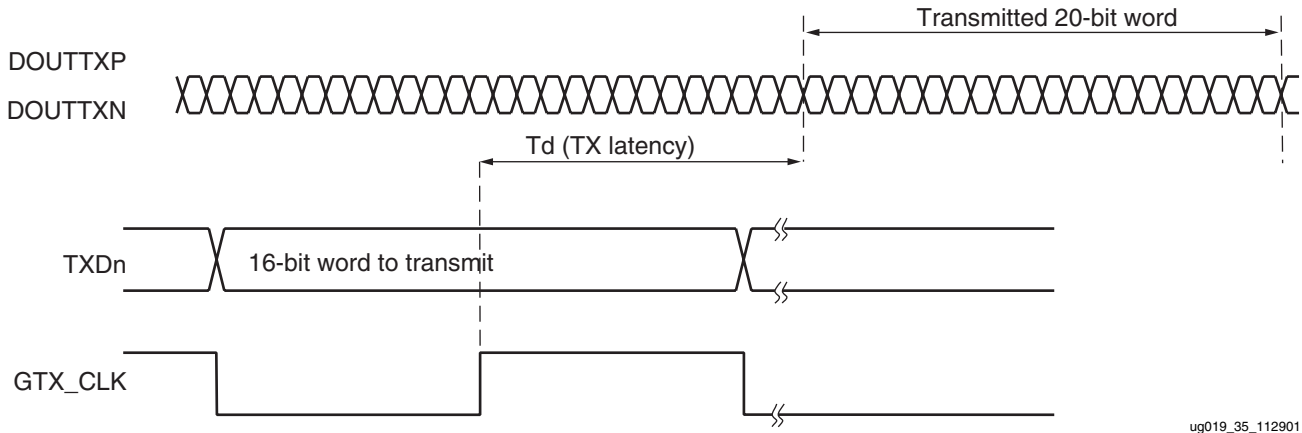 Transmitted 20-bit word
DOUTTXP
DOUTTXN
Td (TX latency)
TXDn
16-bit word to transmit
GTX_CLK
ug019_35_112901